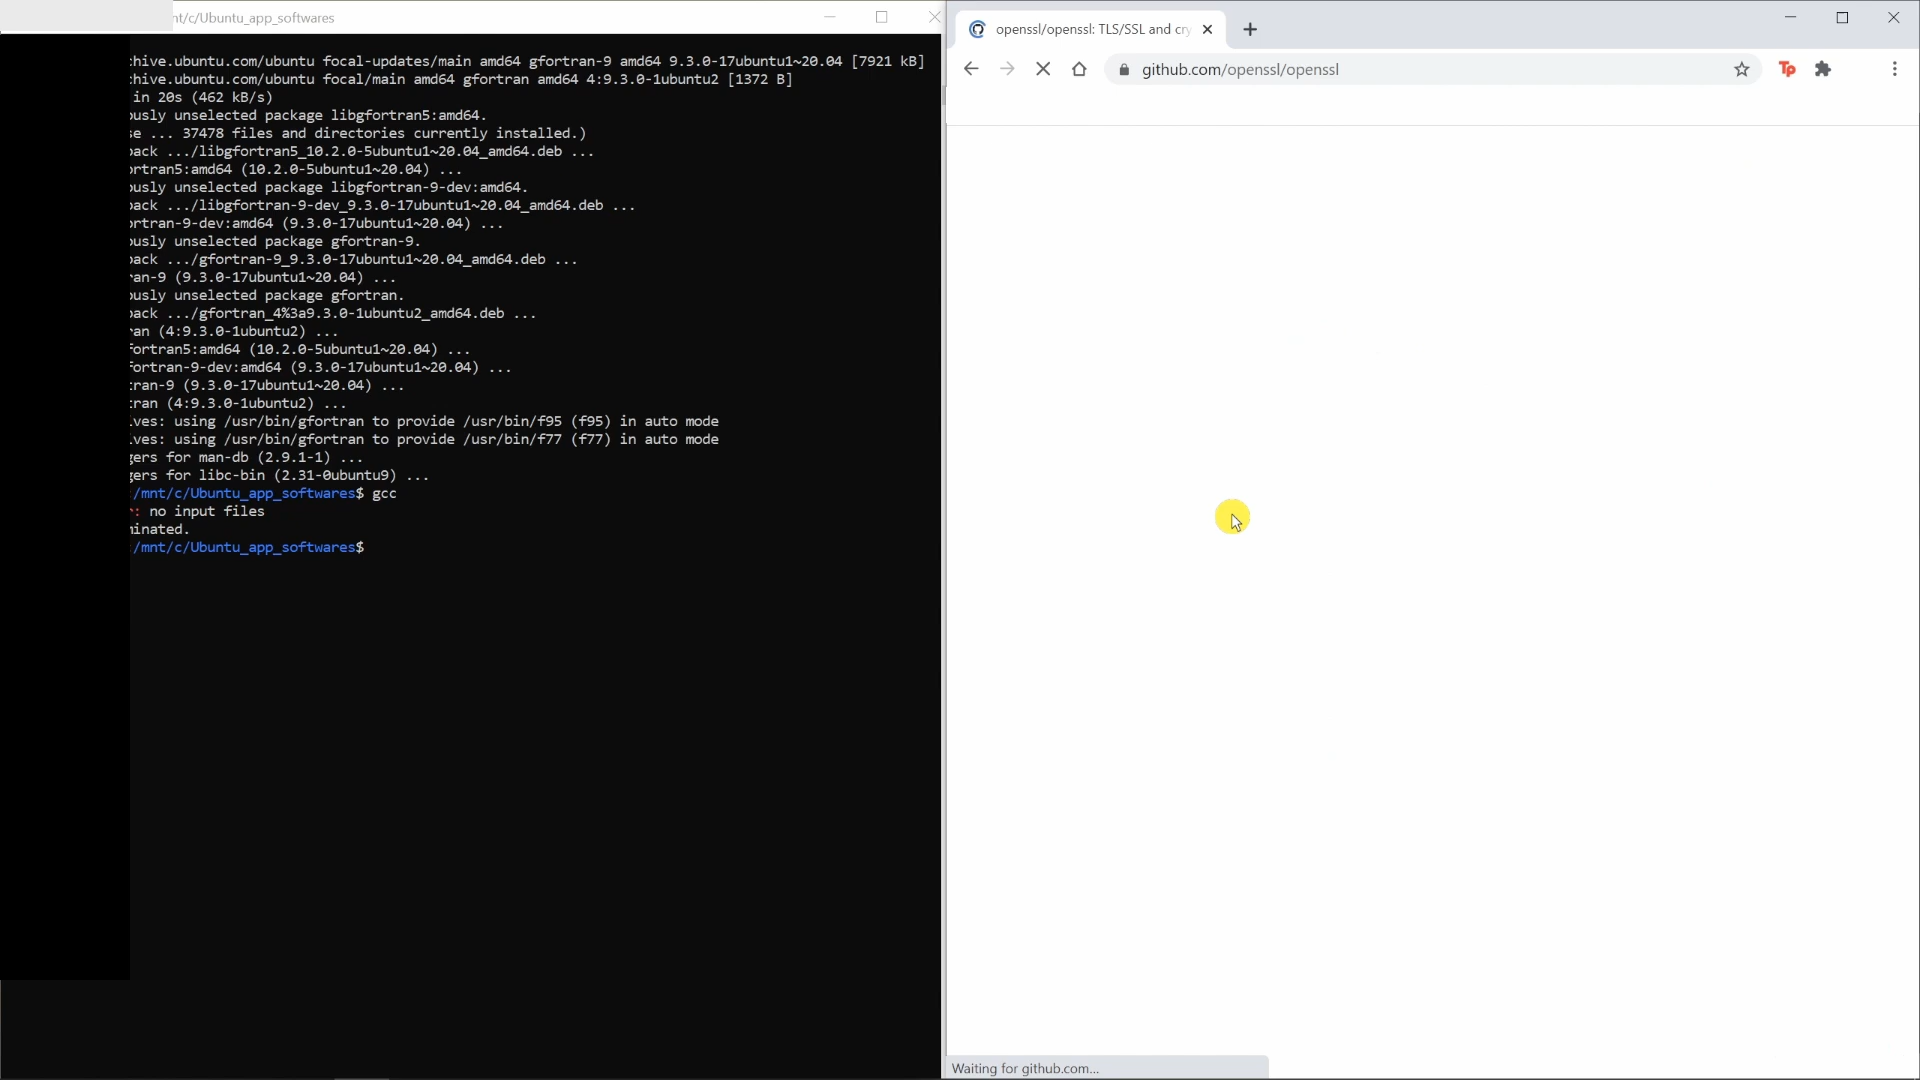 nt/c/Ubuntu_app_softwares
hive.ubuntu.com/ubuntu focal-updates/main amd64 gfortran-9 amd64 9.3.0-17ubuntu1~20.04 [7921 kB]
hive.ubuntu.com/ubuntu focal/main amd64 gfortran amd64 4:9.3.0-1ubuntu2 [1372 B]
in 20s (462 kB/s)
ously unselected package libgfortran5:amd64.
se ... 37478 files and directories currently installed.)
pack .../libgfortran5_10.2.0-5ubuntu1~20.04_amd64.deb ...
ortran5:amd64 (10.2.0-5ubuntu1~20.04) ...
ously unselected package libgfortran-9-dev:amd64.
pack .../libgfortran-9-dev_9.3.0-17ubuntu1~20.04_amd64.deb ...
ortran-9-dev:amd64 (9.3.0-17ubuntu1~20.04) ...
ously unselected package gfortran-9.
pack .../gfortran-9_9.3.0-17ubuntu1~20.04_amd64.deb ...
ran-9 (9.3.0-17ubuntu1~20.04) ...
ously unselected package gfortran.
pack .../gfortran_4%3a9.3.0-1ubuntu2_amd64.deb ...
ran (4:9.3.0-1ubuntu2) ...
fortran5:amd64 (10.2.0-5ubuntu1~20.04) ...
fortran-9-dev:amd64 (9.3.0-17ubuntu1~20.04) ...
tran-9 (9.3.0-17ubuntu1~20.04) ...
tran (4:9.3.0-1ubuntu2) ...
ives: using /usr/bin/gfortran to provide /usr/bin/f95 (f95) in auto mode
ives: using /usr/bin/gfortran to provide /usr/bin/f77 (f77) in auto mode
gers for man-db (2.9.1-1) ...
gers for libc-bin (2.31-0ubuntu9) ...
:/mnt/c/Ubuntu_app_softwares$ gcc
r: no input files
minated.
:/mnt/c/Ubuntu_app_softwares$
openssl/openssl: TLS/SSL and cry
github.com/openssl/openssl
Tp
Waiting for github.com...